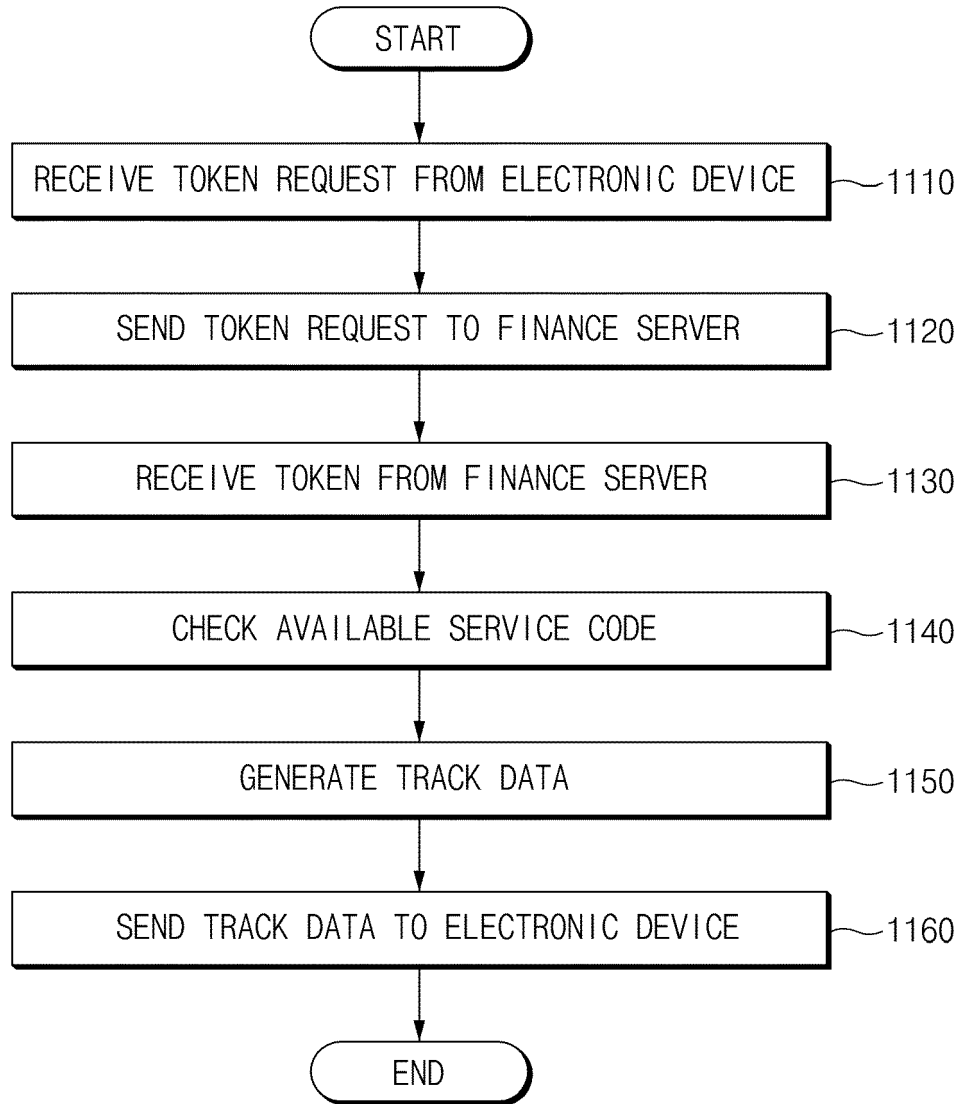 START
RECEIVE TOKEN REQUEST FROM ELECTRONIC DEVICE
1110
SEND TOKEN REQUEST TO FINANCE SERVER
1120
RECEIVE TOKEN FROM FINANCE SERVER
1130
CHECK AVAILABLE SERVICE CODE
1140
GENERATE TRACK DATA
1150
SEND TRACK DATA TO ELECTRONIC DEVICE
1160
END